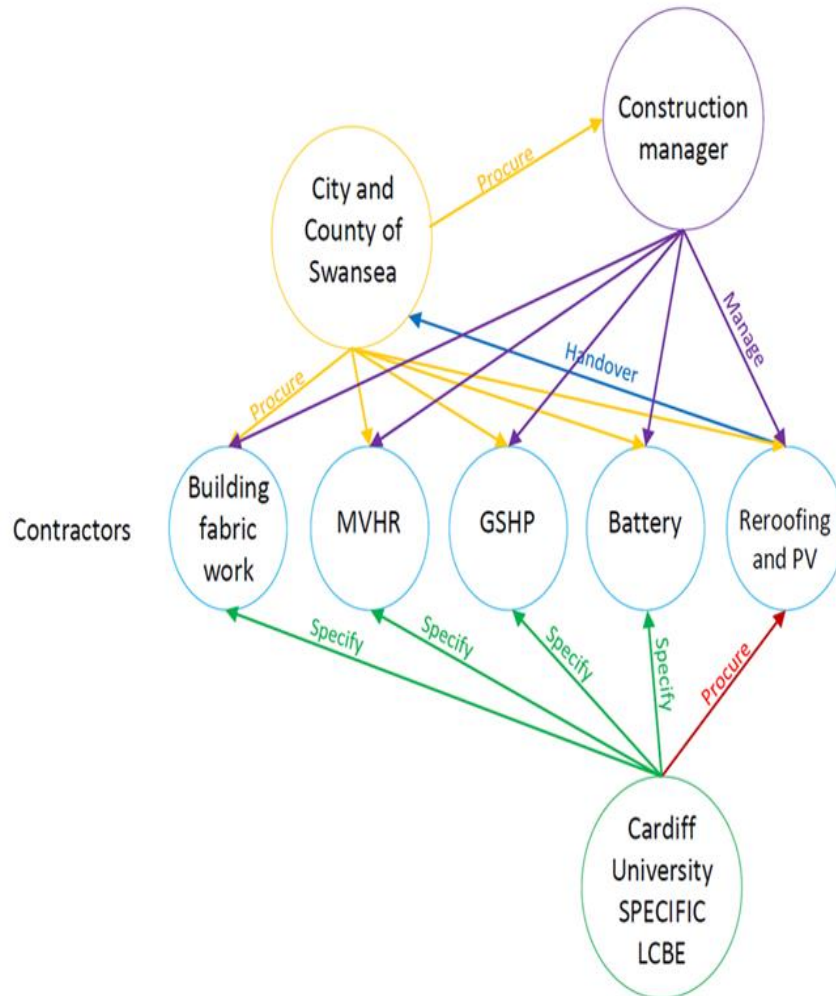 Construction
manager
Procure
City and
County of
Swansea
Manage
Handover
Procure
Contractors
Building
fabric
work
MVHR
GSHP
Battery
Reroofing
and PV
Specify
Specify
Specify
Specify
Procure
Cardiff
University
SPECIFIC
LCBE